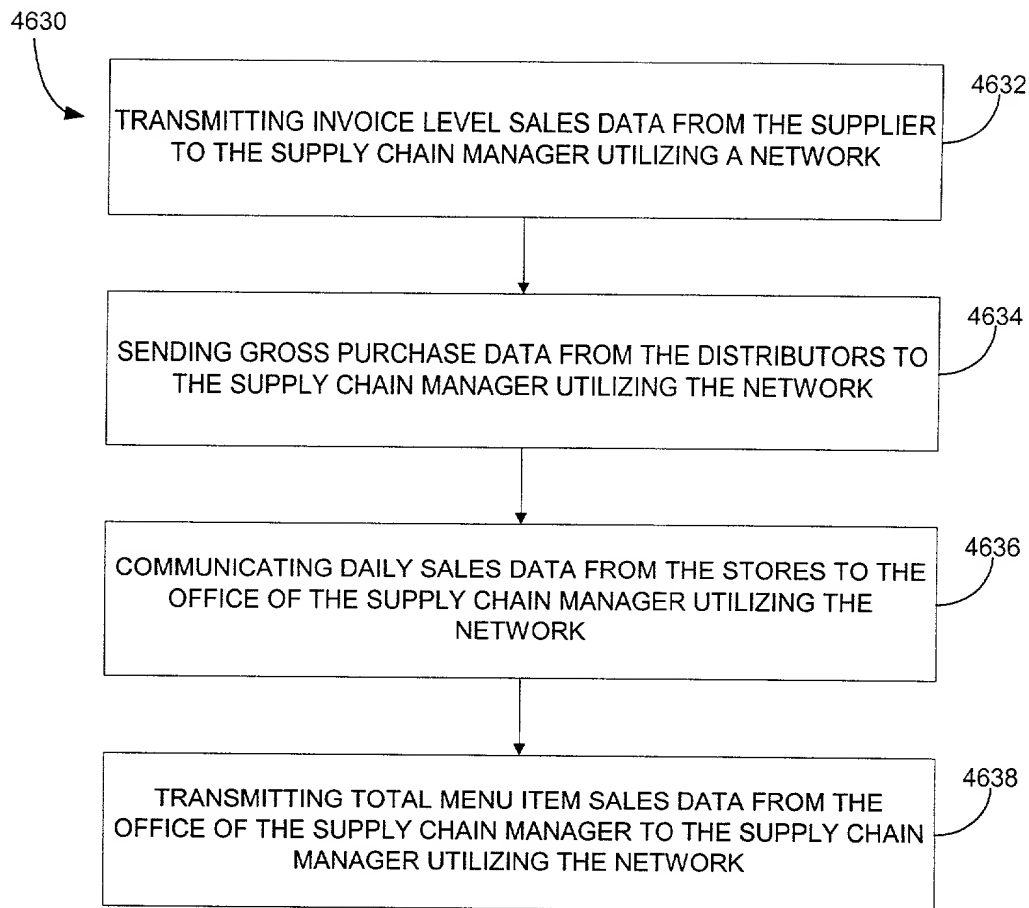 4630
4632
TRANSMITTING INVOICE LEVEL SALES DATA FROM THE SUPPLIER
TO THE SUPPLY CHAIN MANAGER UTILIZING A NETWORK
4634
SENDING GROSS PURCHASE DATA FROM THE DISTRIBUTORS TO
THE SUPPLY CHAIN MANAGER UTILIZING THE NETWORK
4636
COMMUNICATING DAILY SALES DATA FROM THE STORES TO THE
OFFICE OF THE SUPPLY CHAIN MANAGER UTILIZING THE
NETWORK
4638
TRANSMITTING TOTAL MENU ITEM SALES DATA FROM THE
OFFICE OF THE SUPPLY CHAIN MANAGER TO THE SUPPLY CHAIN
MANAGER UTILIZING THE NETWORK